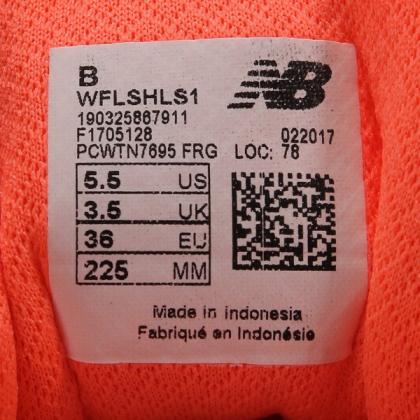 B
WFLSHLS1
190325867911
F1705128 022017
PCWTN7695 FRG LOC: 78
5.5 US
3.5 UK
36 EU
225 MM
NB
Made in Indonesia
Fabriqué en Indonésie